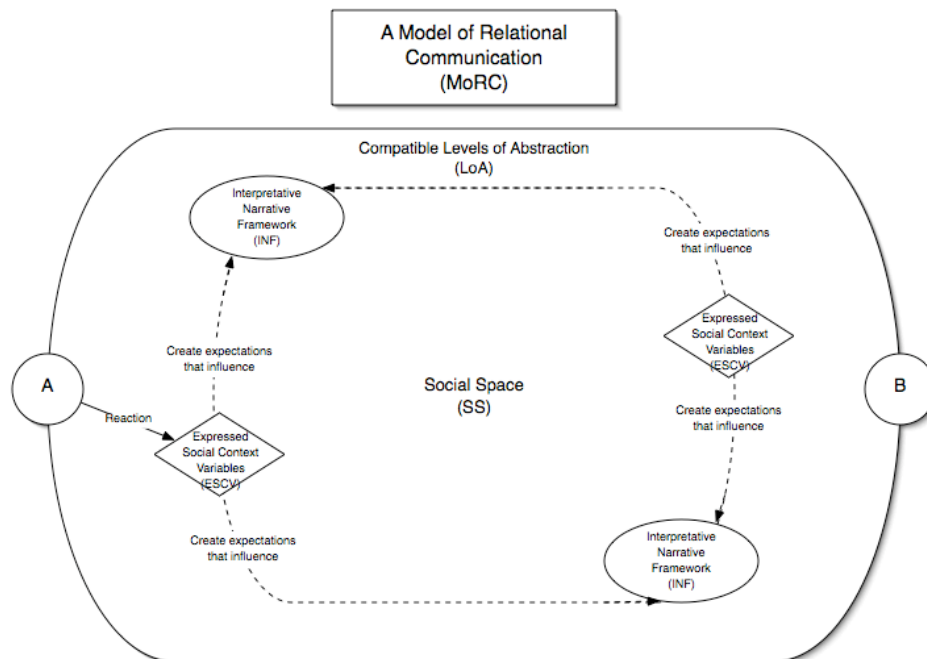 A Model of Relational
Communication
(MoRC)
Compatible Levels of Abstraction
(LoA)
Interpretative
Narrative
Framework
(INF)
Create expectations
that influence
Expressed
Social Context
Variables
(ESCV)
Create expectations
that influence
A
B
Social Space
(SS)
Create expectations
that influence
Reaction
Expressed
Social Context
Variables
(ESCV)
Create expectations
that influence
Interpretative
Narrative
Framework
(INF)